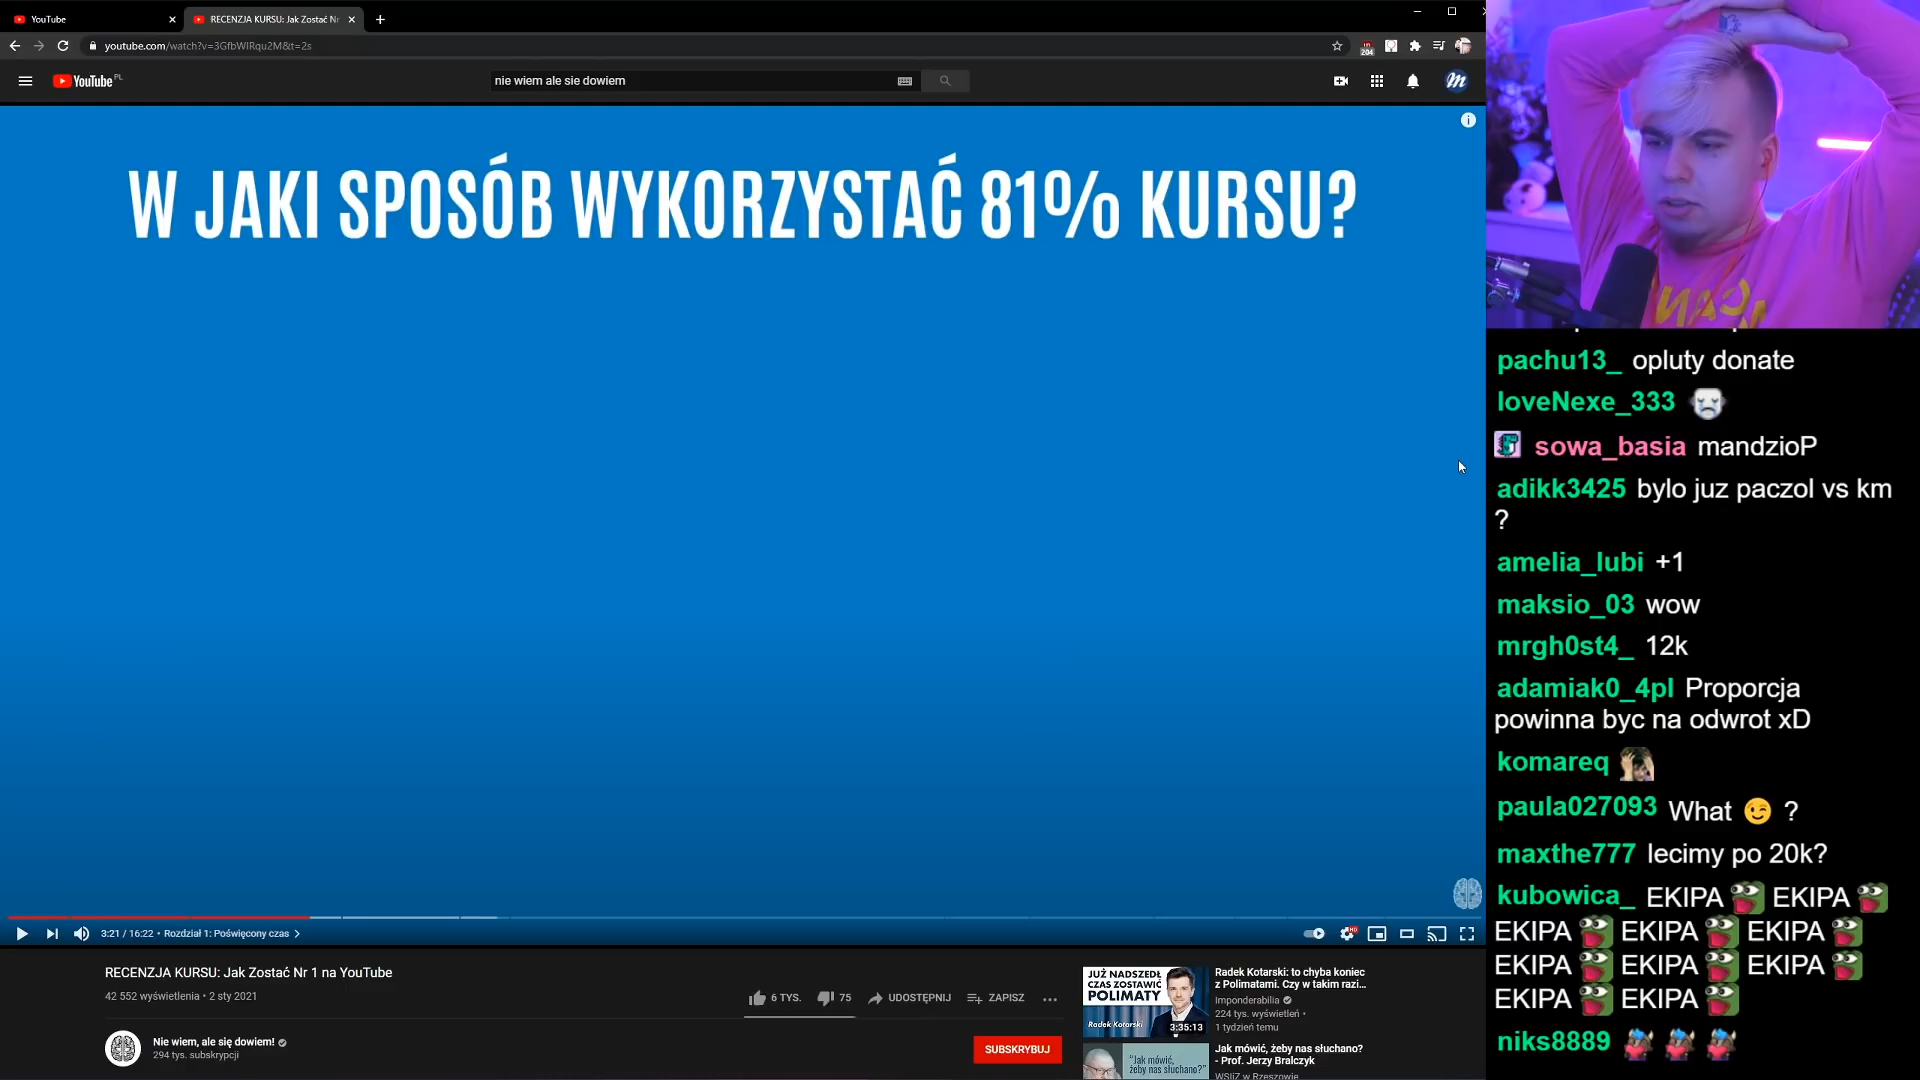 YouTube
RECENZJA KURSU: Jak Zostać Nr
youtube.com/watch?v=3GfbWlRqu2M&t=2s
204
YouTube PL
nie wiem ale sie dowiem
W JAKI SPOSÓB WYKORZYSTAĆ 81% KURSU?
3:21 / 16:22 • Rozdział 1: Poświęcony czas
HD
RECENZJA KURSU: Jak Zostać Nr 1 na YouTube
42 552 wyświetlenia • 2 sty 2021
6 TYS.
75
UDOSTĘPNIJ
ZAPISZ
Nie wiem, ale się dowiem!
294 tys. subskrypcji
SUBSKRYBUJ
JUŻ NADSZEDŁ
CZAS ZOSTAWIĆ
POLIMATY
Radek Kotarski
3:35:13
Radek Kotarski: to chyba koniec
z Polimatami. Czy w takim razi...
Imponderabilia
224 tys. wyświetleń •
1 tydzień temu
"Jak mówić,
żeby nas słuchano?"
Jak mówić, żeby nas słuchano?
- Prof. Jerzy Bralczyk
WSIiZ w Rzeszowie
pachu13_ opluty donate
loveNexe_333
sowa_basia mandzioP
adikk3425 bylo juz paczol vs km
?
amelia_lubi +1
maksio_03 wow
mrgh0st4_ 12k
adamiak0_4pl Proporcja
powinna byc na odwrot xD
komareq
paula027093 What 😉 ?
maxthe777 lecimy po 20k?
kubowica_ EKIPA EKIPA
EKIPA EKIPA EKIPA
EKIPA EKIPA EKIPA
EKIPA EKIPA
niks8889